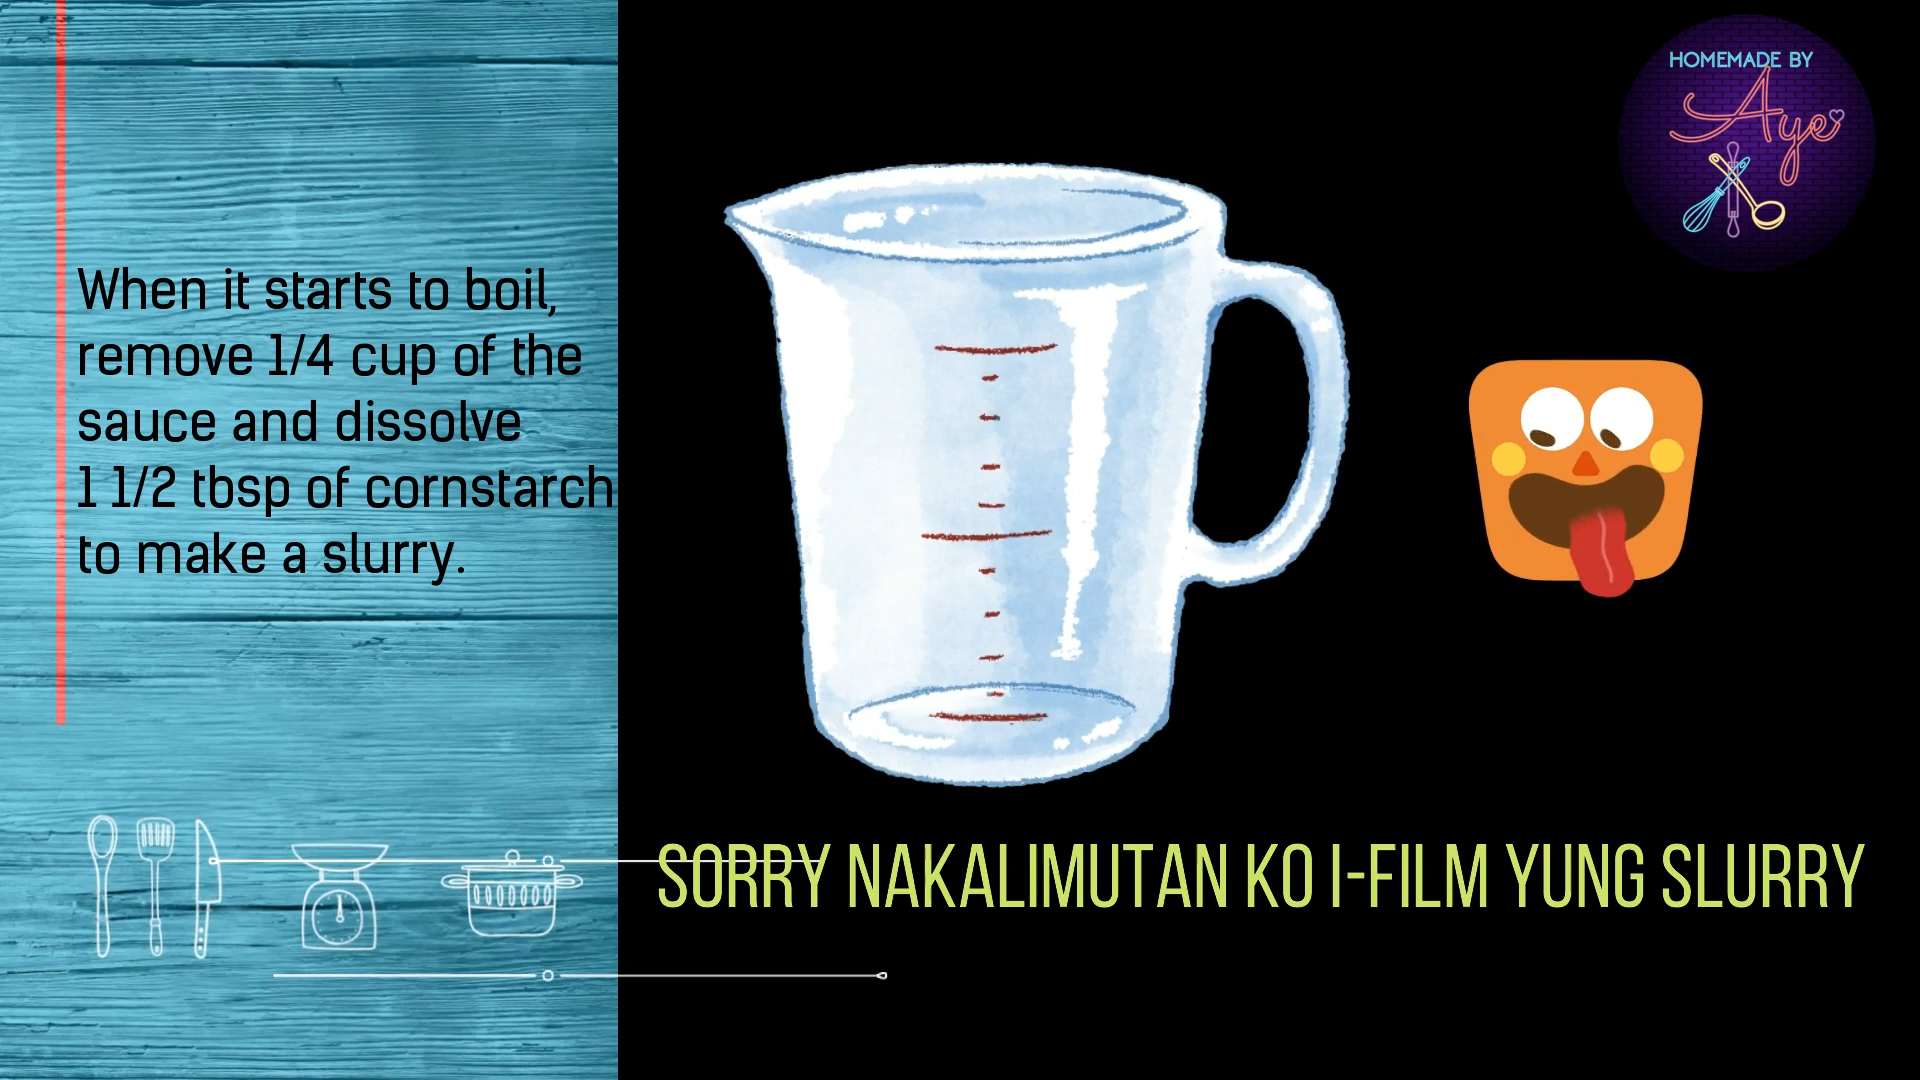 When it starts to boil,
remove 1/4 cup of the
sauce and dissolve
1 1/2 tbsp of cornstarch
to make a slurry.
HOMEMADE BY
Aye
SORRY NAKALIMUTAN KO I-FILM YUNG SLURRY